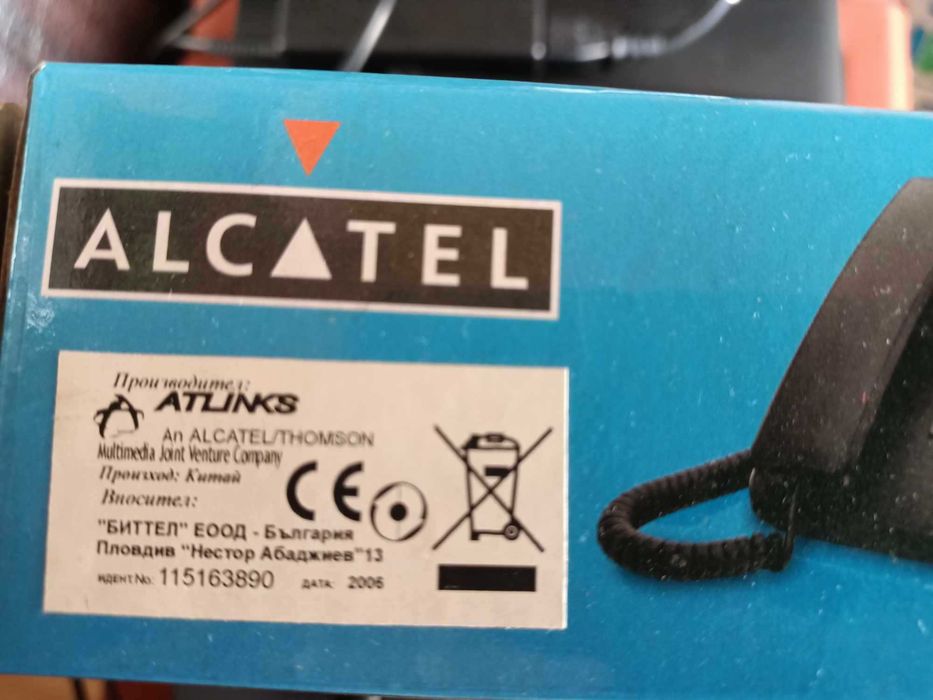 ALCATEL
Производител:
ATLINKS
An ALCATEL/THOMSON
Multimedia Joint Venture Company
Произход: Китай
Вносител:
CE
"БИТТЕЛ" ЕООД - България
Пловдив "Нестор Абаджиев"13
ИДЕНТ.No: 115163890 ДАТА: 2006